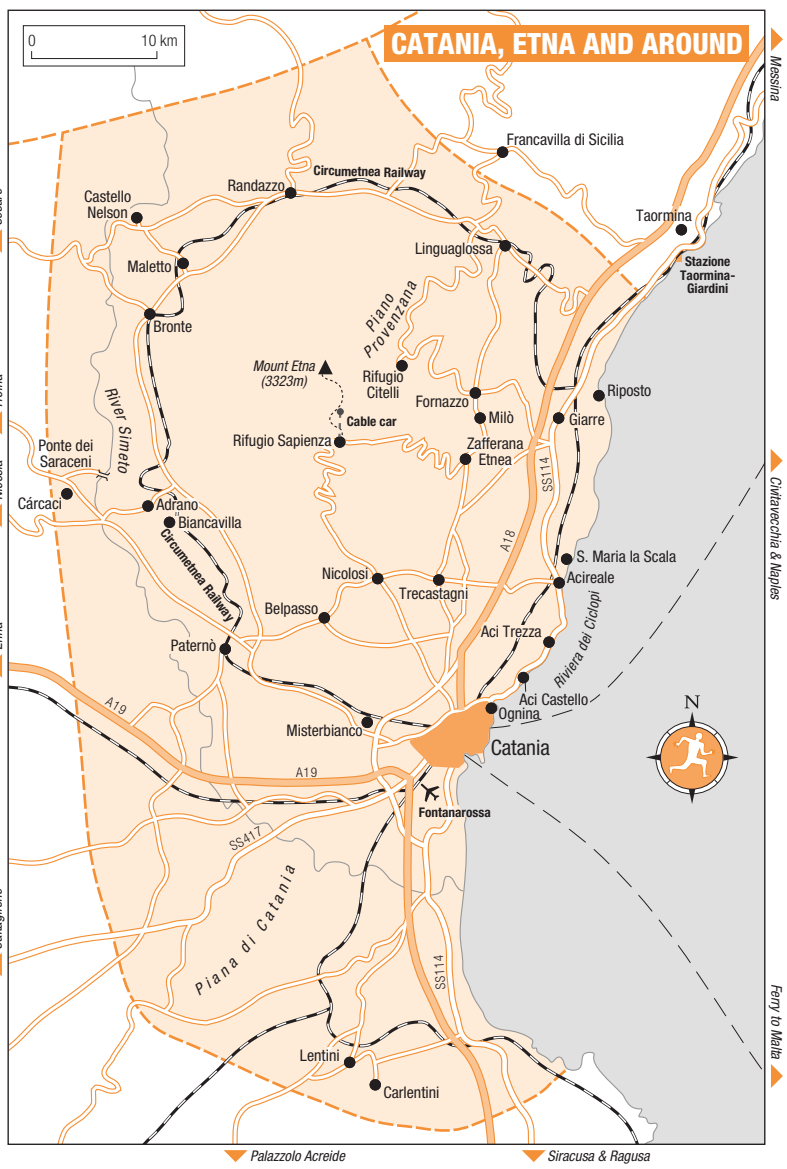 CATANIA, ETNA AND AROUND
0 10 km
Messina
Francavilla di Sicilia
Circumetnea Railway
Randazzo
Castello
Nelson
Taormina
Linguaglossa
Maletto
Stazione
Taormina-
Giardini
Piano
Provenzana
Bronte
Mount Etna
(3323m)
Rifugio
Citelli
River Simeto
Fornazzo
Riposto
Milò
Giarre
Cable car
Rifugio Sapienza
Zafferana
Etnea
Ponte dei
Saraceni
SS114
Cárcaci
Adrano
Biancavilla
Civitavecchia & Naples
A18
Circumetnea Railway
S. Maria la Scala
Nicolosi
Trecastagni
Acireale
Belpasso
Riviera dei Ciclopi
Aci Trezza
Paternò
Aci Castello
A19
Ognina
N
Misterbianco
Catania
A19
Fontanarossa
SS417
Piana di Catania
SS114
Ferry to Malta
Lentini
Carlentini
Palazzolo Acreide
Siracusa & Ragusa